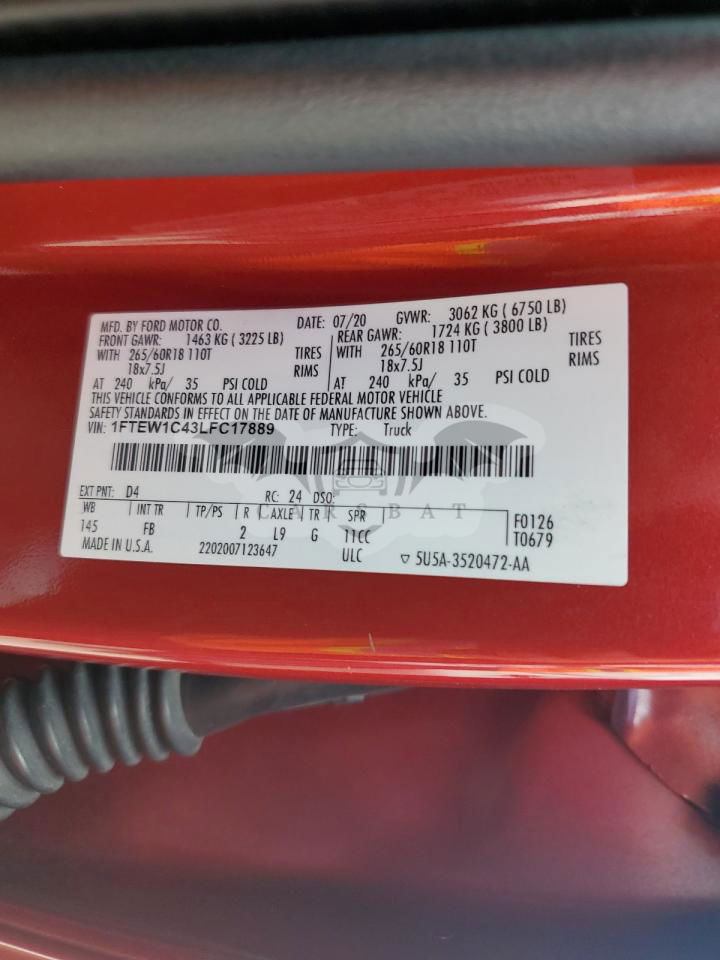 MFD. BY FORD MOTOR CO. DATE: 07/20 GVWR: 3062 KG ( 6750 LB)
FRONT GAWR: 1463 KG ( 3225 LB) REAR GAWR: 1724 KG ( 3800 LB)
WITH 265/60R18 110T TIRES WITH 265/60R18 110T TIRES
18x7.5J RIMS 18x7.5J RIMS
AT 240 kPa/ 35 PSI COLD AT 240 kPa/ 35 PSI COLD
THIS VEHICLE CONFORMS TO ALL APPLICABLE FEDERAL MOTOR VEHICLE
SAFETY STANDARDS IN EFFECT ON THE DATE OF MANUFACTURE SHOWN ABOVE.
VIN: 1FTEW1C43LFC17889 TYPE: Truck
EXT PNT: D4 RC: 24 DSO:
CARSBAT
WB INT TR TP/PS R AXLE TR SPR
145 FB 2 L9 G 11CC F0126
ULC T0679
MADE IN U.S.A. 2202007123647 ▽ 5U5A-3520472-AA